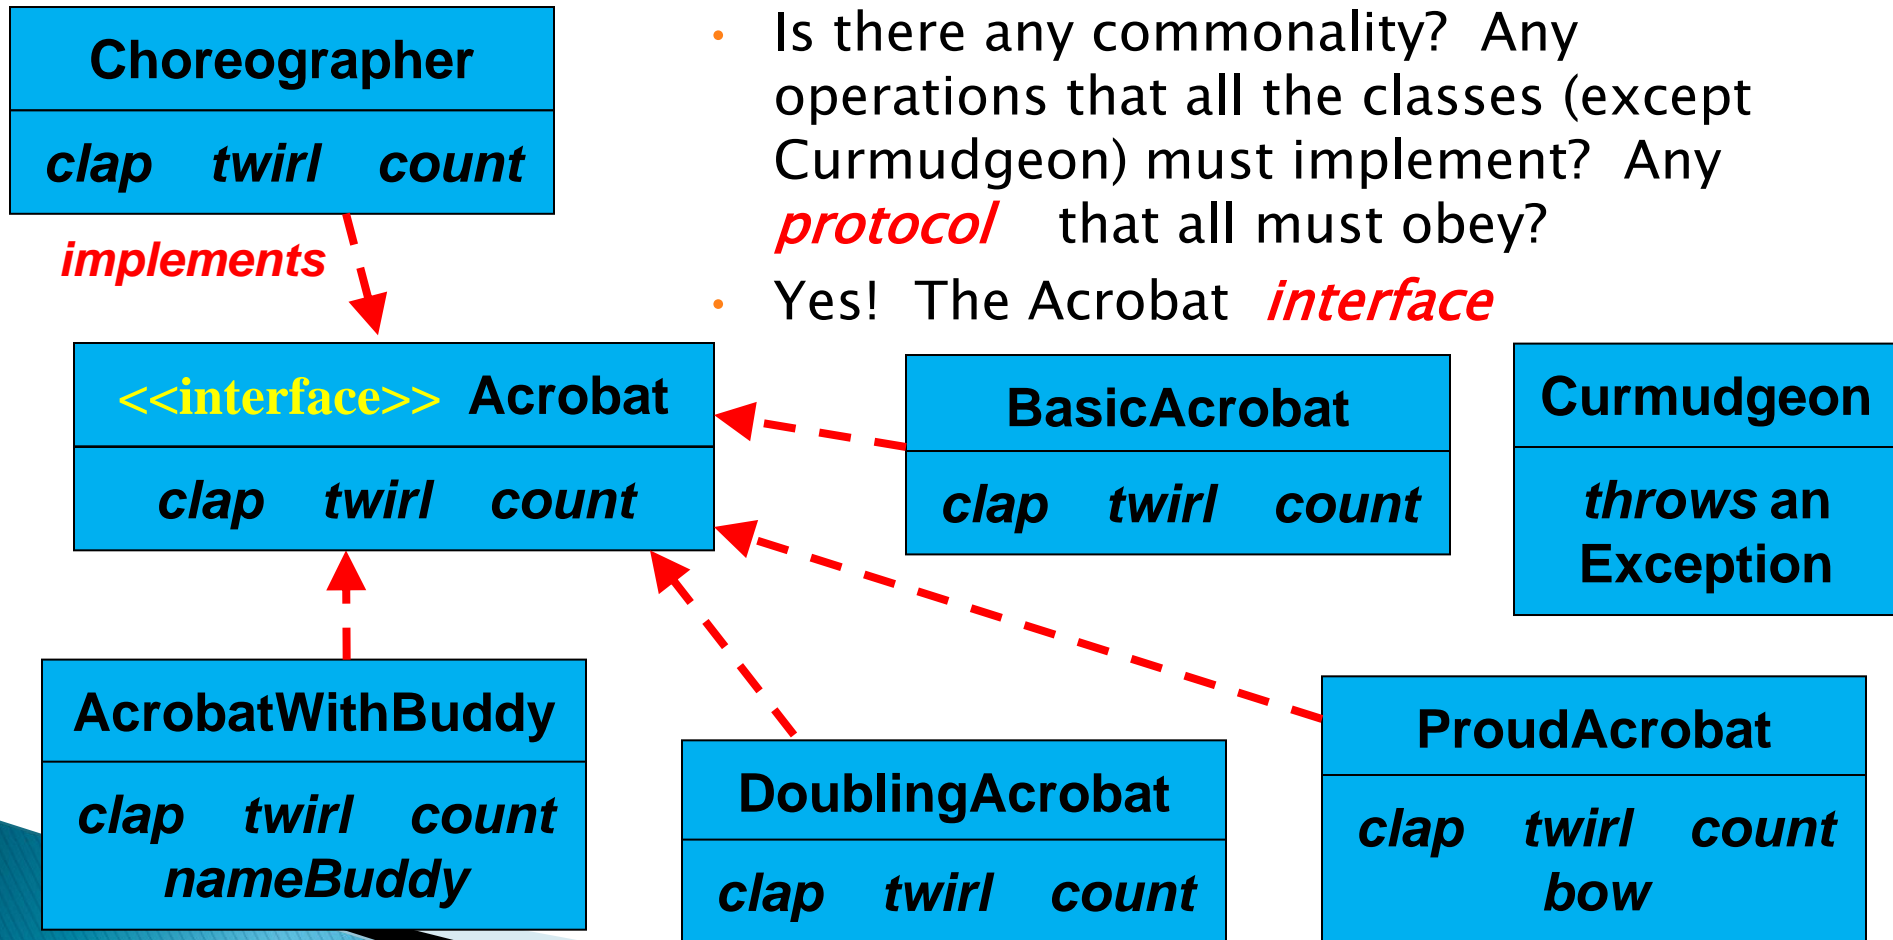 Choreographer
clap twirl count
implements
• Is there any commonality? Any
operations that all the classes (except
Curmudgeon) must implement? Any
protocol that all must obey?
• Yes! The Acrobat interface
<<interface>> Acrobat
clap twirl count
BasicAcrobat
clap twirl count
Curmudgeon
throws an
Exception
AcrobatWithBuddy
clap twirl count
nameBuddy
DoublingAcrobat
clap twirl count
ProudAcrobat
clap twirl count
bow